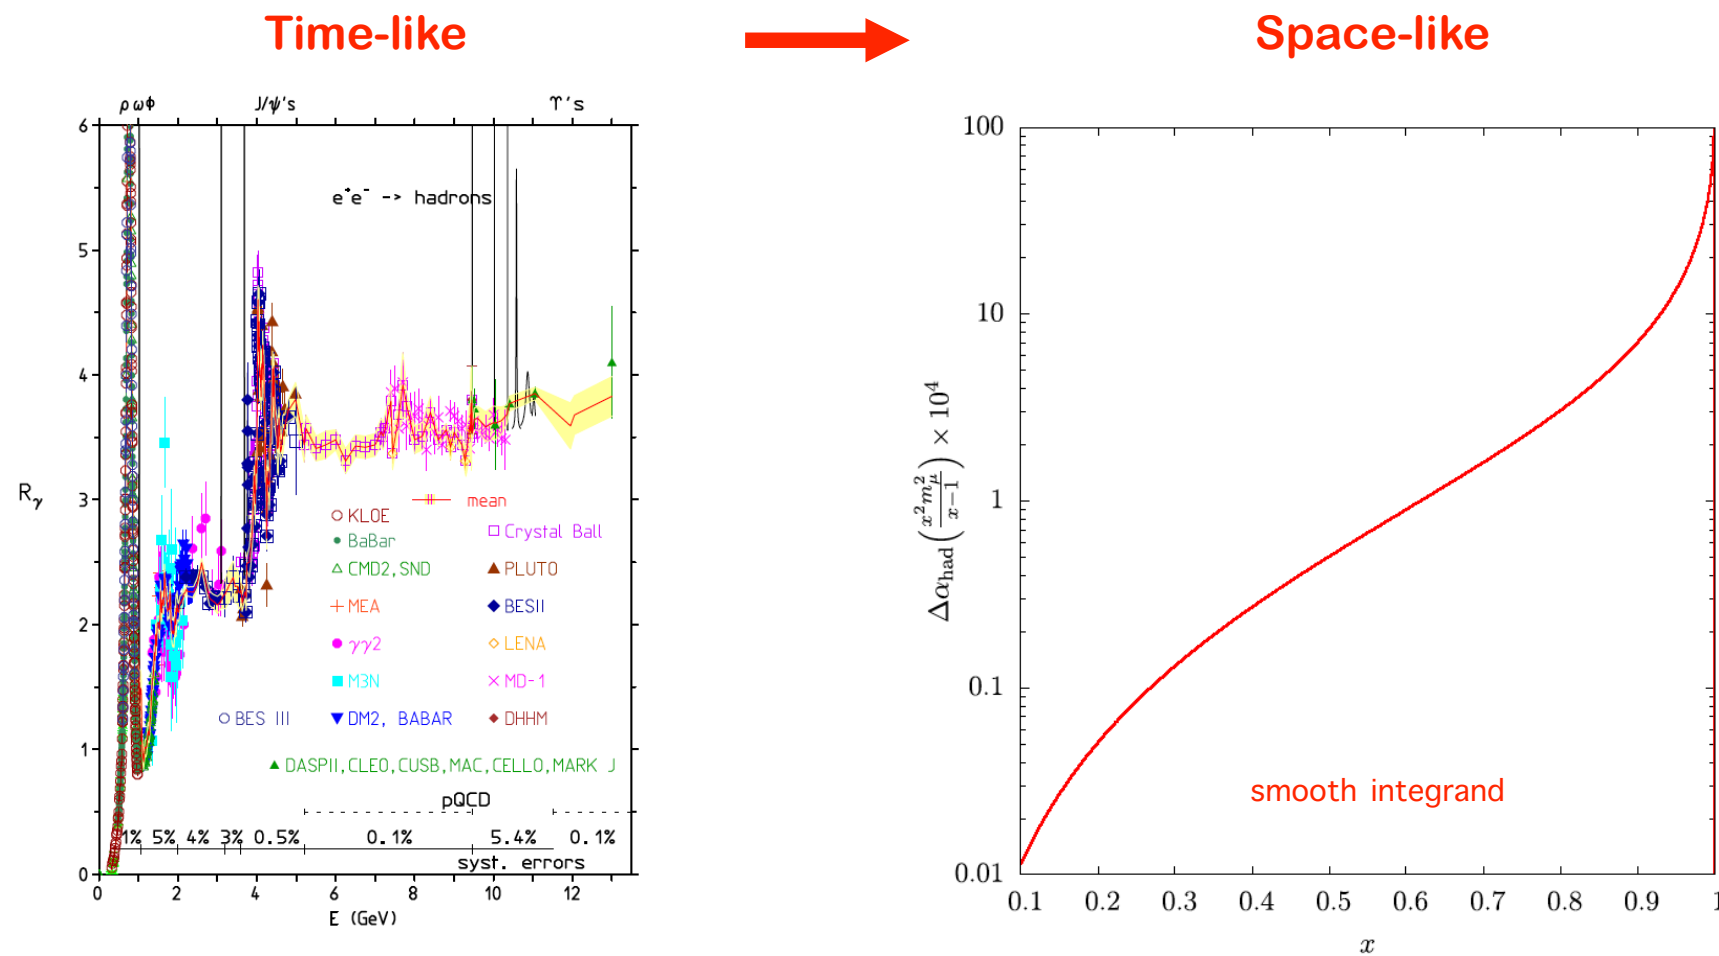 Time-like
Space-like
ρ ω ϕ
J/ψ's
ϒ's
6
5
4
3
2
1
0
R_γ
e⁺e⁻ -> hadrons
mean
KLOE
Crystal Ball
BaBar
CMD2,SND
PLUTO
MEA
BESII
γγ2
LENA
M3N
MD-1
BES III
DM2, BABAR
DHHM
DASPII,CLEO,CUSB,MAC,CELLO,MARK J
pQCD
1% 5% 4% 3% 0.5% 0.1% 5.4% 0.1%
syst. errors
0 2 4 6 8 10 12
E (GeV)
100
10
1
0.1
0.01
Δα_had(x²m_μ²/(x−1)) × 10⁴
smooth integrand
0.1 0.2 0.3 0.4 0.5 0.6 0.7 0.8 0.9 1
x